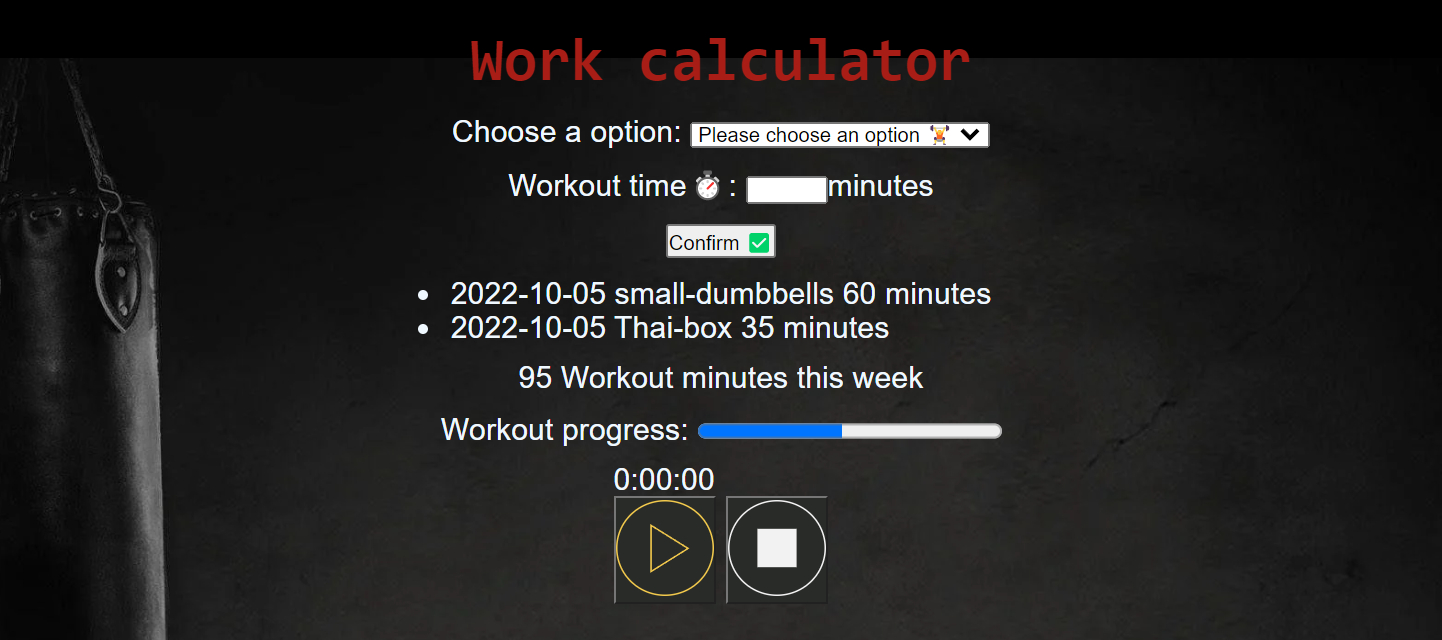 Work calculator
Choose a option: Please choose an option 🏋
Workout time ⏱ : minutes
Confirm ✅
• 2022-10-05 small-dumbbells 60 minutes
• 2022-10-05 Thai-box 35 minutes
95 Workout minutes this week
Workout progress:
0:00:00